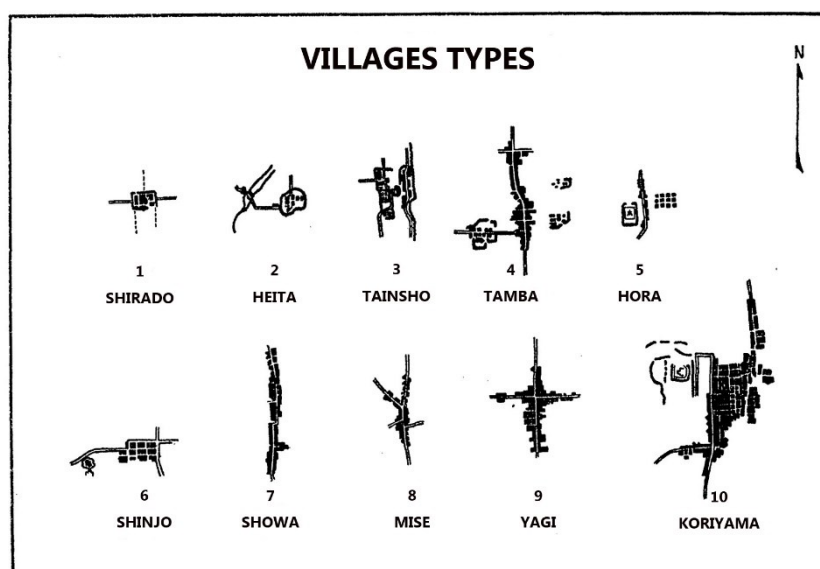 VILLAGES TYPES
N
1 2 3 4 5
SHIRADO HEITA TAINSHO TAMBA HORA
6 7 8 9 10
SHINJO SHOWA MISE YAGI KORIYAMA